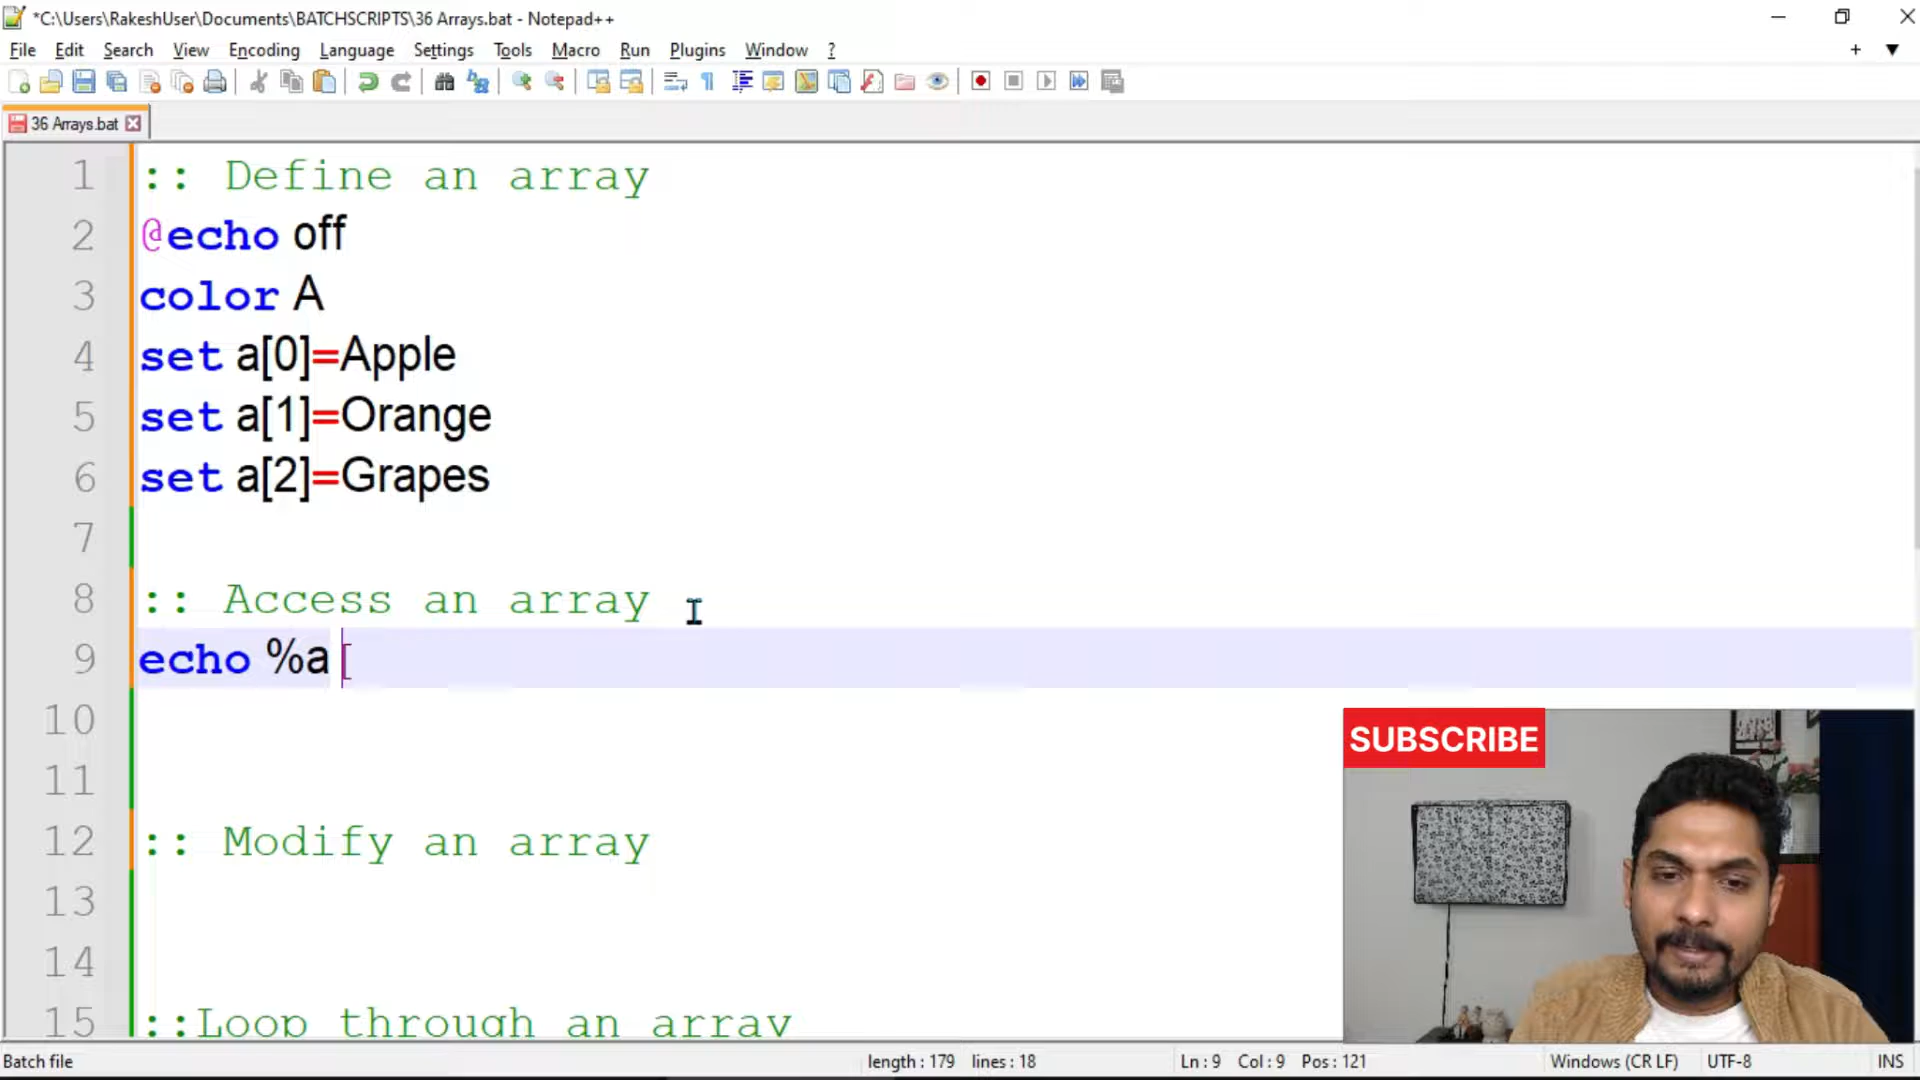 *C:\Users\RakeshUser\Documents\BATCHSCRIPTS\36 Arrays.bat - Notepad++
File Edit Search View Encoding Language Settings Tools Macro Run Plugins Window ?
36 Arrays.bat
1 :: Define an array
2 @echo off
3 color A
4 set a[0]=Apple
5 set a[1]=Orange
6 set a[2]=Grapes
7
8 :: Access an array
9 echo %a [
10
11
12 :: Modify an array
13
14
15 ::Loop through an array
SUBSCRIBE
Batch file length : 179 lines : 18 Ln : 9 Col : 9 Pos : 121 Windows (CR LF) UTF-8 INS